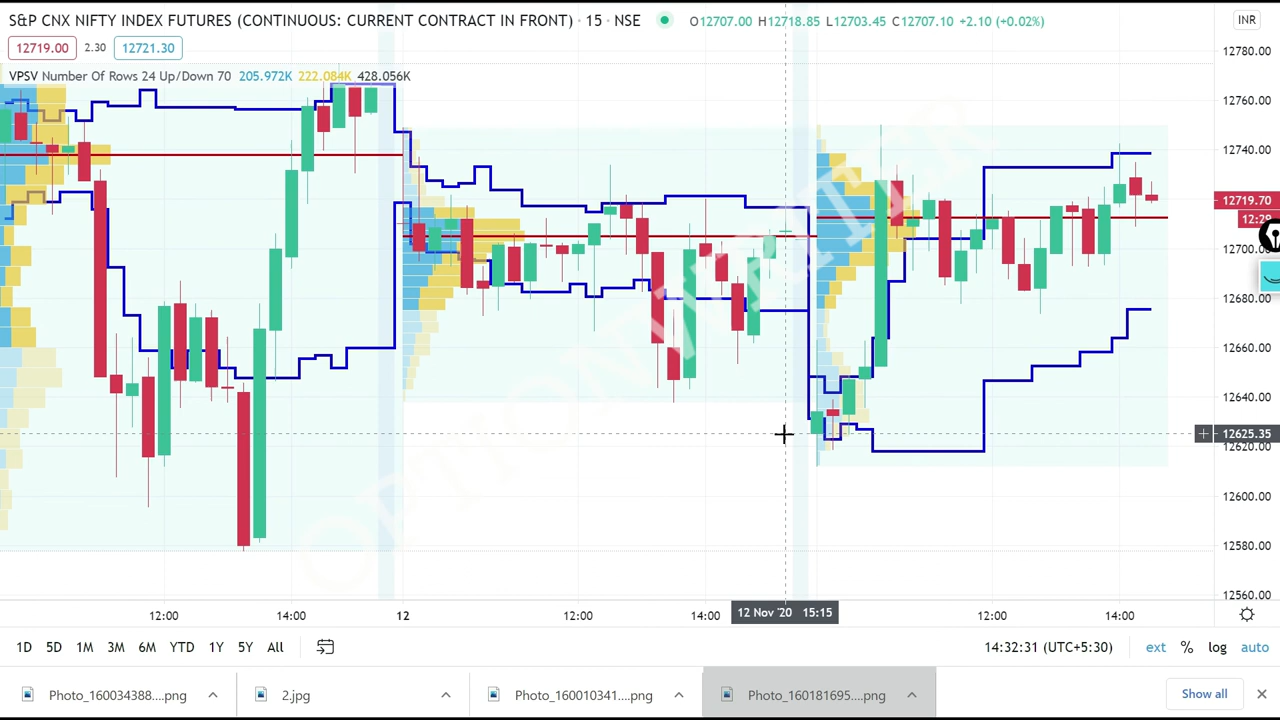 S&P CNX NIFTY INDEX FUTURES (CONTINUOUS: CURRENT CONTRACT IN FRONT) · 15 · NSE O12707.00 H12718.85 L12703.45 C12707.10 +2.10 (+0.02%) INR
12719.00 2.30 12721.30
VPSV Number Of Rows 24 Up/Down 70 205.972K 222.084K 428.056K
12780.00
12760.00
12740.00
12719.70
12:29
12700.00
12680.00
12660.00
12640.00
12625.35
12620.00
12600.00
12580.00
12560.00
12:00 14:00 12 12:00 14:00 12 Nov '20 15:15 12:00 14:00
1D 5D 1M 3M 6M YTD 1Y 5Y All 14:32:31 (UTC+5:30) ext % log auto
Photo_160034388....png 2.jpg Photo_160010341....png Photo_160181695....png Show all